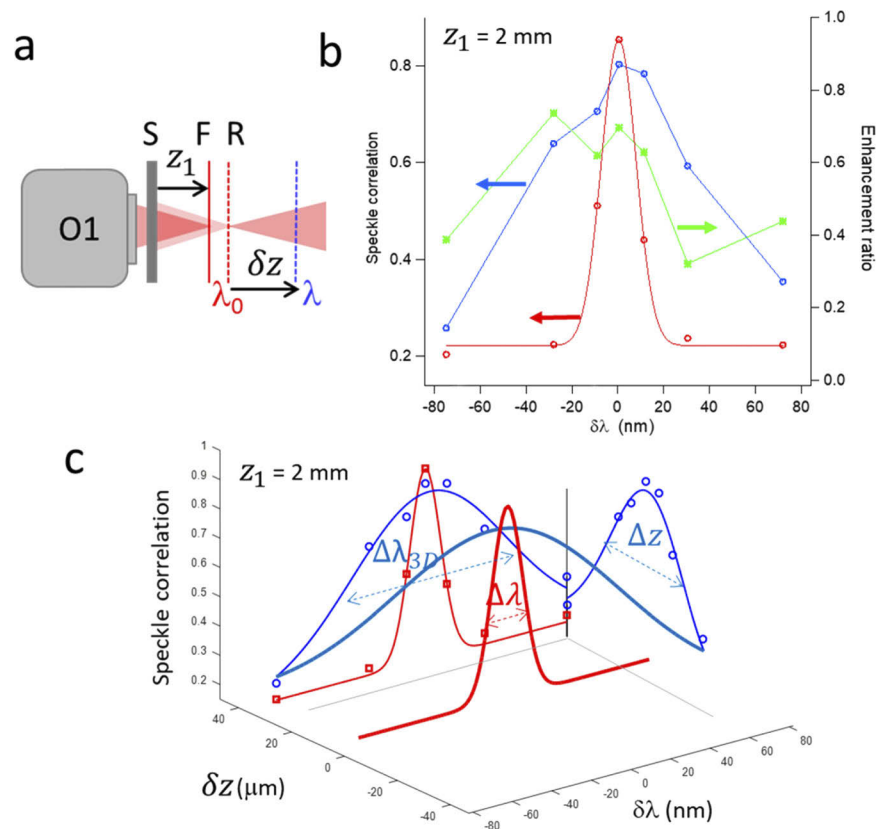 a
S F R
z₁
O1
δz
λ₀ λ
b
z₁ = 2 mm
Speckle correlation
0.8
0.6
0.4
0.2
Enhancement ratio
1.0
0.8
0.6
0.4
0.2
0.0
-80 -60 -40 -20 0 20 40 60 80
δλ (nm)
c
z₁ = 2 mm
Speckle correlation
1
0.9
0.8
0.7
0.6
0.5
0.4
0.3
0.2
Δλ3D
Δλ
Δz
40
20
0
-20
-40
δz (μm)
-80 -60 -40 -20 0 20 40 60 80
δλ (nm)